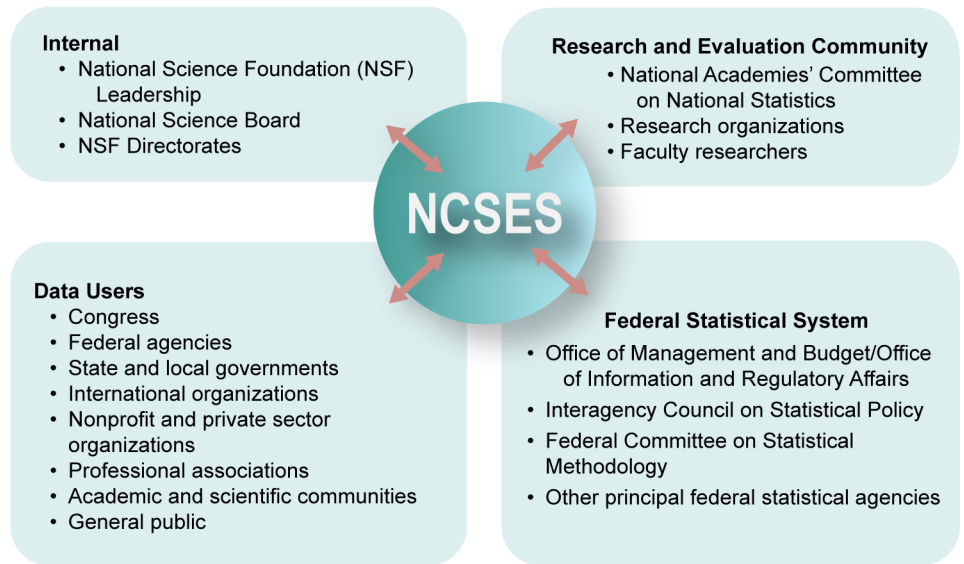 Internal
• National Science Foundation (NSF)
Leadership
• National Science Board
• NSF Directorates
Research and Evaluation Community
• National Academies’ Committee
on National Statistics
• Research organizations
• Faculty researchers
NCSES
Data Users
• Congress
• Federal agencies
• State and local governments
• International organizations
• Nonprofit and private sector
organizations
• Professional associations
• Academic and scientific communities
• General public
Federal Statistical System
• Office of Management and Budget/Office
of Information and Regulatory Affairs
• Interagency Council on Statistical Policy
• Federal Committee on Statistical
Methodology
• Other principal federal statistical agencies